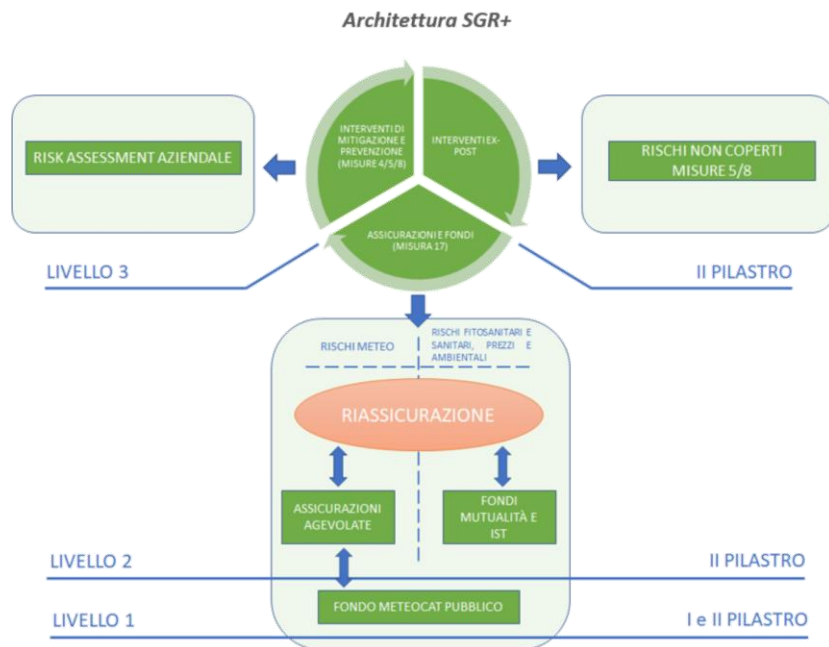 Architettura SGR+
INTERVENTI DI
MITIGAZIONE E
PREVENZIONE
(MISURE 4/5/8)
INTERVENTI EX-
POST
ASSICURAZIONI E FONDI
(MISURA 17)
RISK ASSESSMENT AZIENDALE
RISCHI NON COPERTI
MISURE 5/8
LIVELLO 3
II PILASTRO
RISCHI METEO
RISCHI FITOSANITARI E
SANITARI, PREZZI E
AMBIENTALI
RIASSICURAZIONE
ASSICURAZIONI
AGEVOLATE
FONDI
MUTUALITÀ E
IST
LIVELLO 2
II PILASTRO
FONDO METEOCAT PUBBLICO
LIVELLO 1
I e II PILASTRO